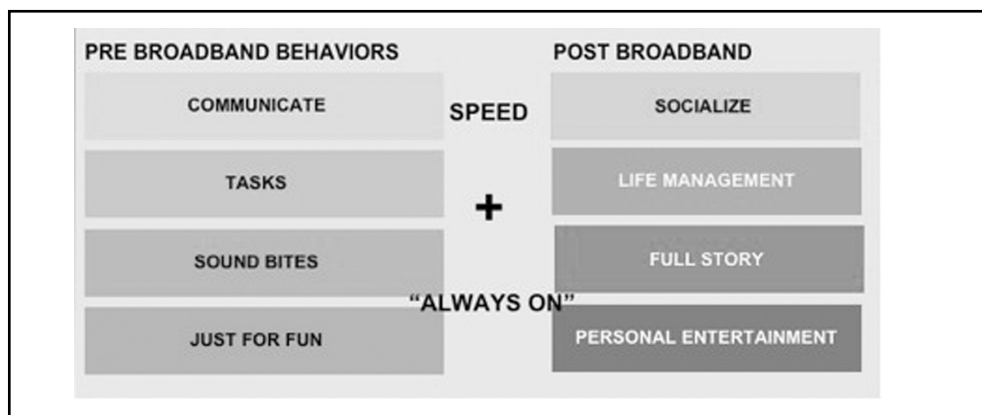 PRE BROADBAND BEHAVIORS
COMMUNICATE
TASKS
SOUND BITES
JUST FOR FUN
SPEED
+
“ALWAYS ON”
POST BROADBAND
SOCIALIZE
LIFE MANAGEMENT
FULL STORY
PERSONAL ENTERTAINMENT